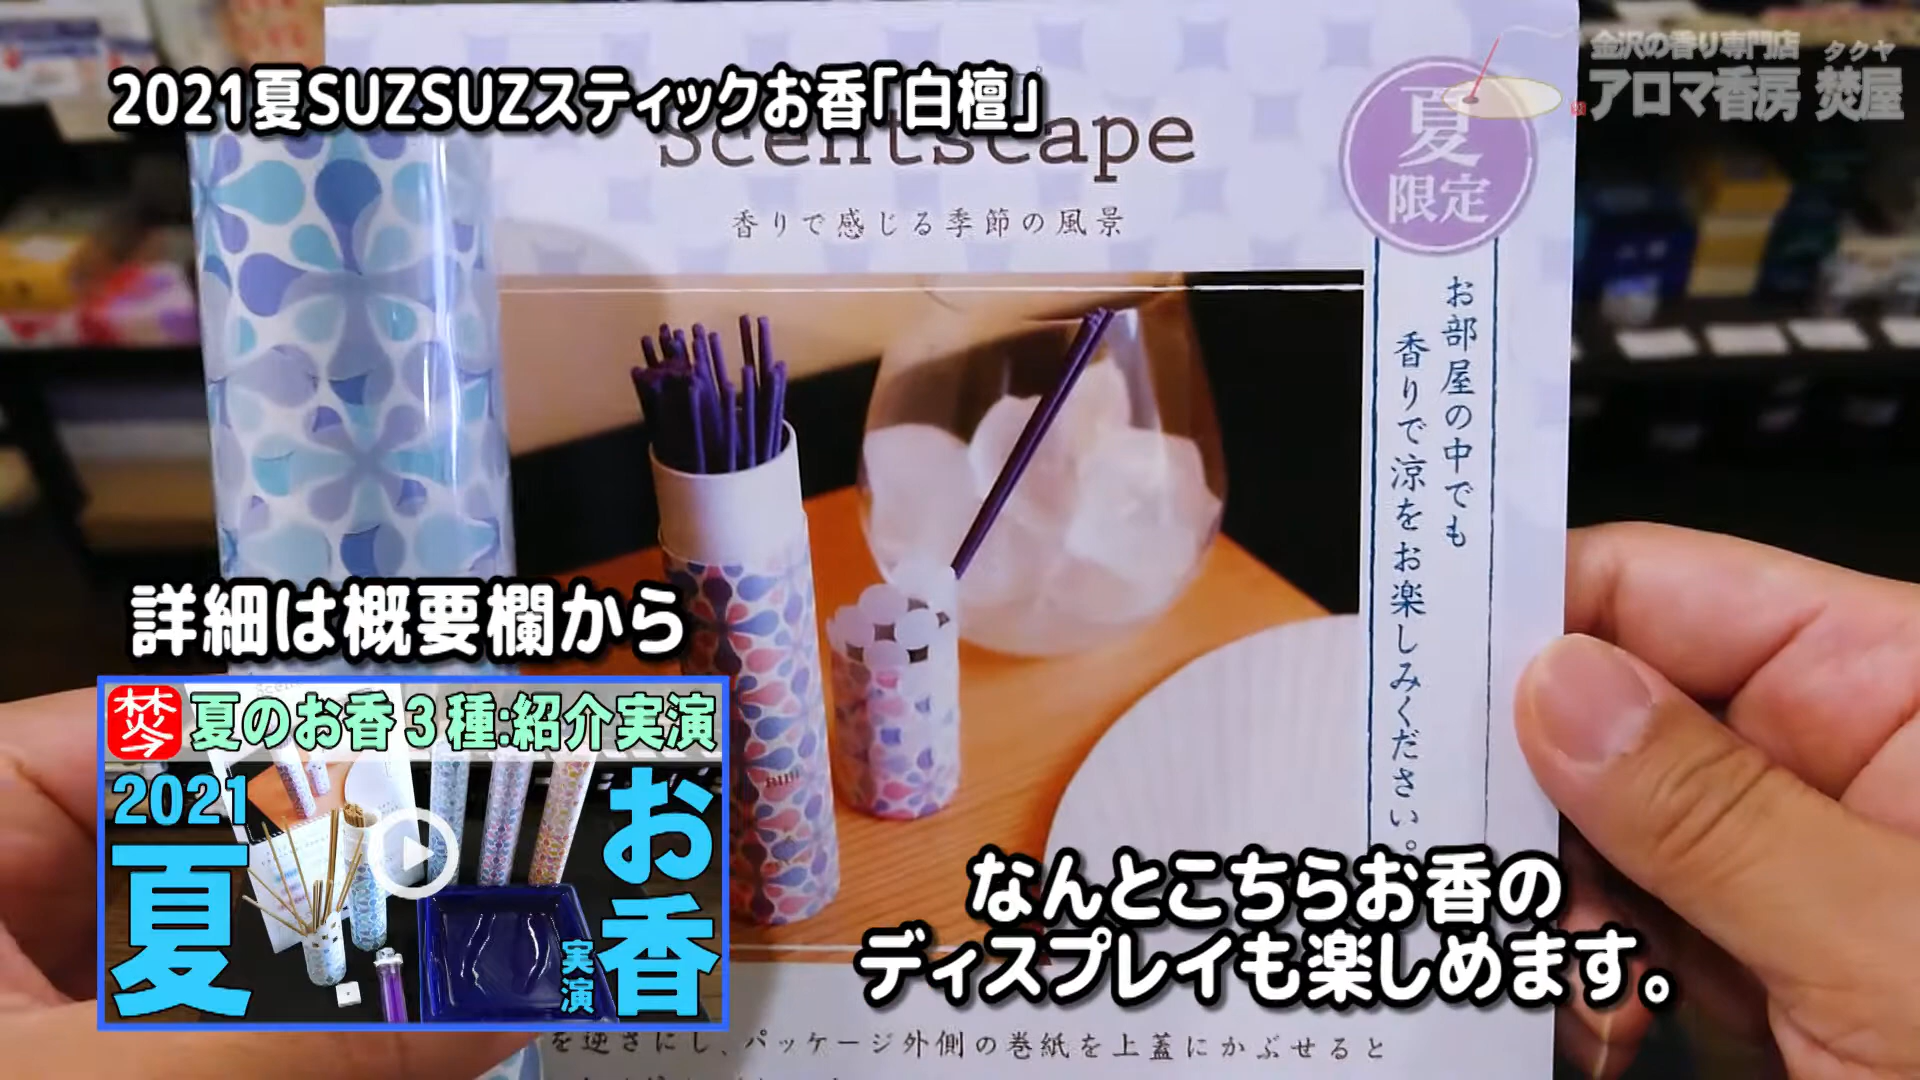 2021夏SUZSUZスティックお香「白檀」
金沢の香り専門店
タクヤ
アロマ香房 焚屋
Scentscape
香りで感じる季節の風景
夏
限定
お部屋の中でも
香りで涼をお楽しみください。
詳細は概要欄から
焚
夏のお香3種:紹介実演
2021
夏
お香
実演
なんとこちらお香の
ディスプレイも楽しめます。
を逆さにし、パッケージ外側の巻紙を上蓋にかぶせると